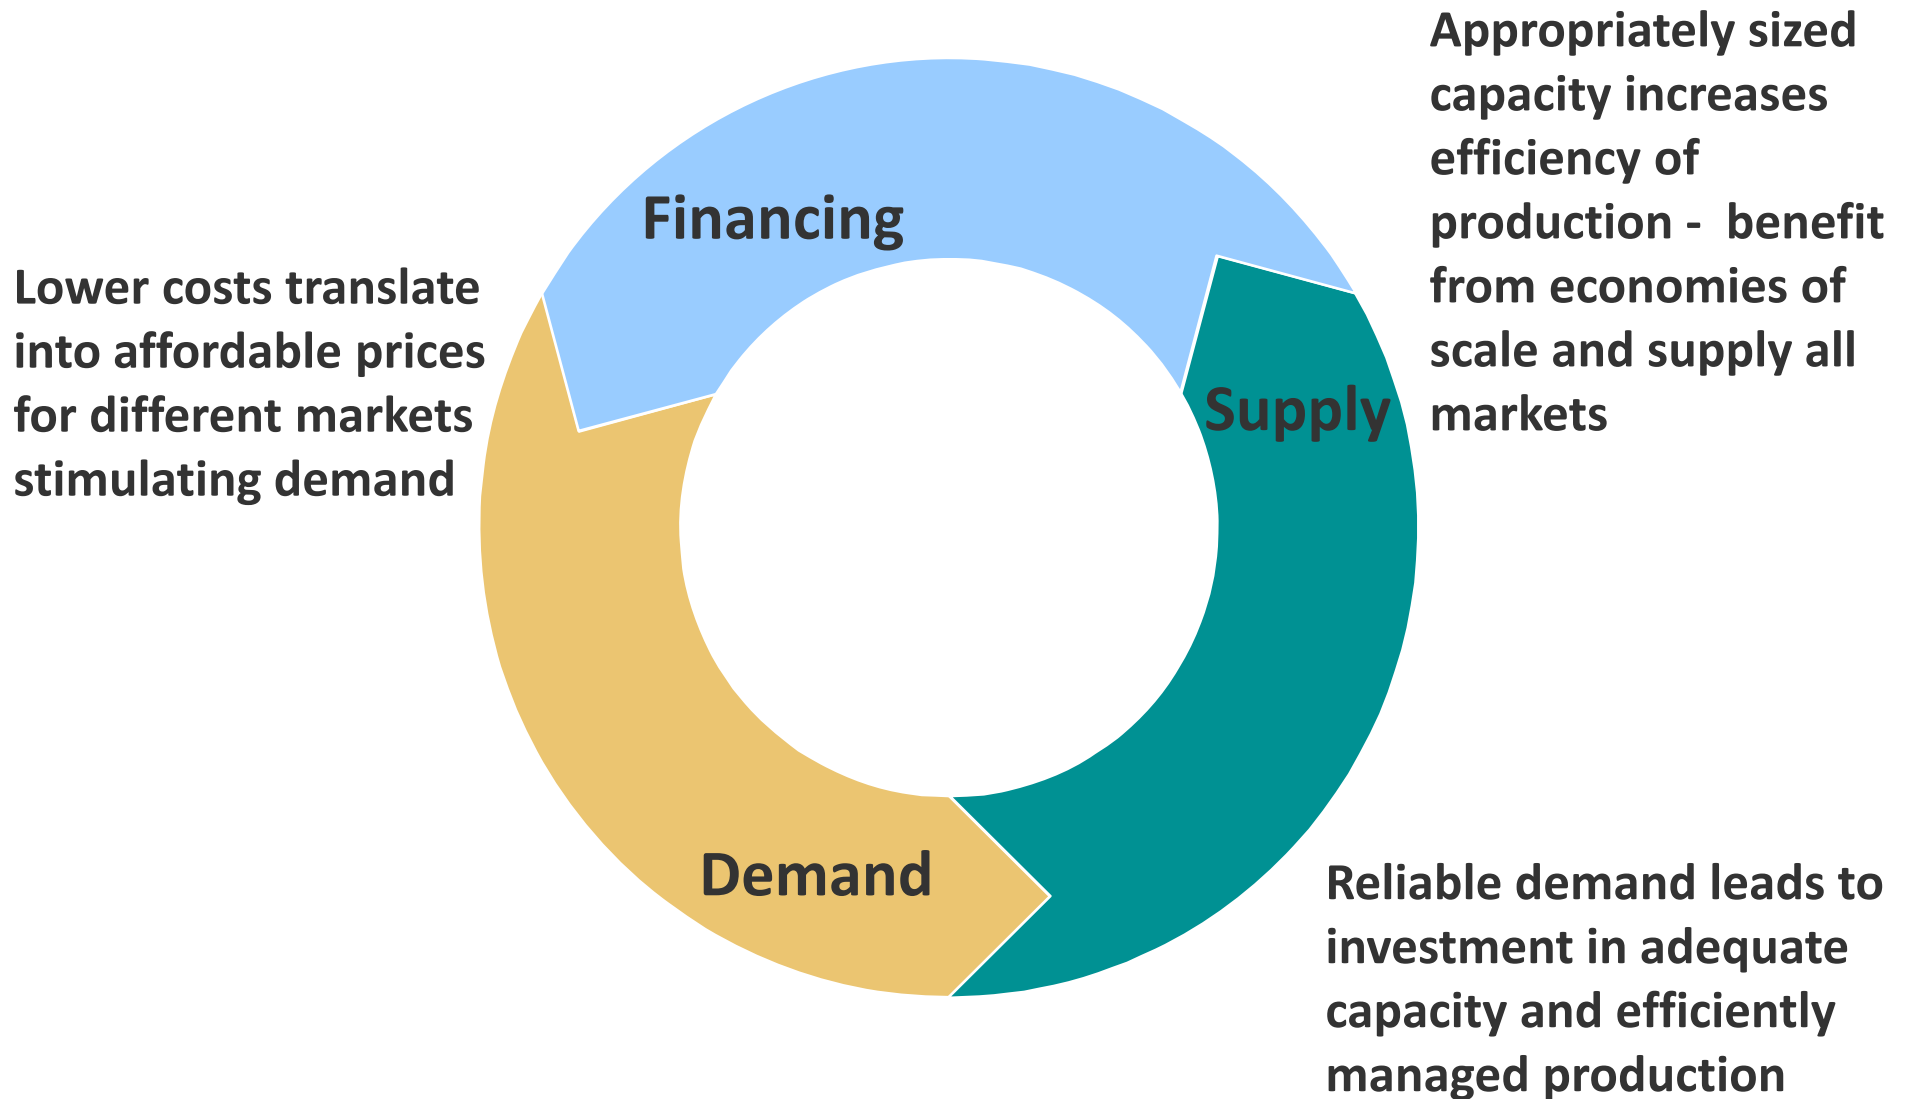 Appropriately sized
capacity increases
efficiency of
production -  benefit
from economies of
scale and supply all
markets
Financing
Lower costs translate
into affordable prices
for different markets
stimulating demand
Supply
Demand
Reliable demand leads to
investment in adequate
capacity and efficiently
managed production